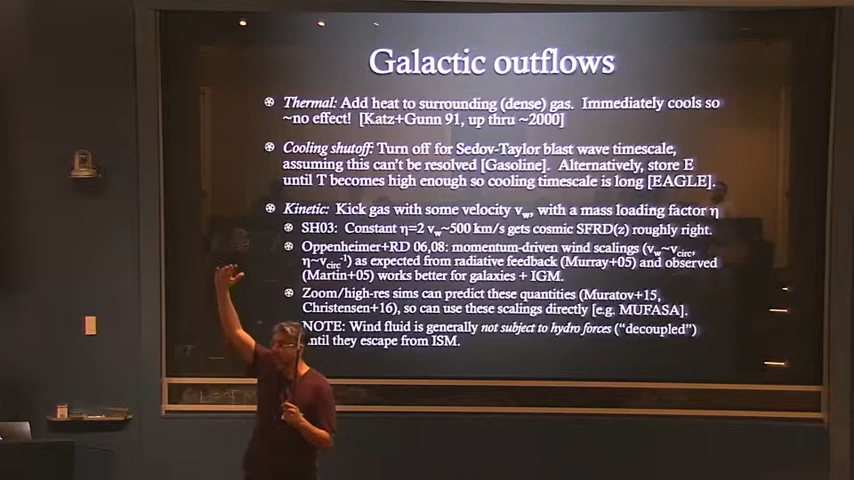 Galactic outflows
Thermal: Add heat to surrounding (dense) gas. Immediately cools so
~no effect! [Katz+Gunn 91, up thru ~2000]
Cooling shutoff: Turn off for Sedov-Taylor blast wave timescale,
assuming this can't be resolved [Gasoline]. Alternatively, store E
until T becomes high enough so cooling timescale is long [EAGLE].
Kinetic: Kick gas with some velocity vw, with a mass loading factor η
SH03: Constant η=2 vw~500 km/s gets cosmic SFRD(z) roughly right.
Oppenheimer+RD 06,08: momentum-driven wind scalings (vw~vcirc,
η~vcirc⁻¹) as expected from radiative feedback (Murray+05) and observed
(Martin+05) works better for galaxies + IGM.
Zoom/high-res sims can predict these quantities (Muratov+15,
Christensen+16), so can use these scalings directly [e.g. MUFASA].
NOTE: Wind fluid is generally not subject to hydro forces ("decoupled")
until they escape from ISM.